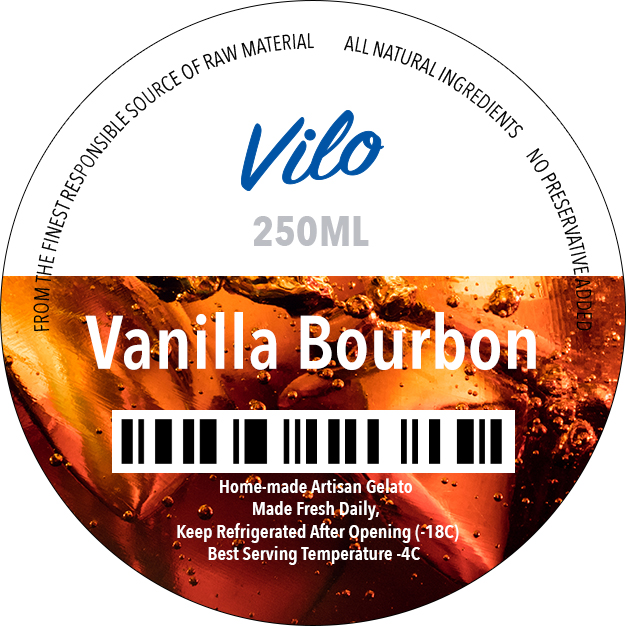 FROM THE FINEST RESPONSIBLE SOURCE OF RAW MATERIAL
ALL NATURAL INGREDIENTS
NO PRESERVATIVE ADDED
Vilo
250ML
Vanilla Bourbon
Home-made Artisan Gelato
Made Fresh Daily,
Keep Refrigerated After Opening (-18C)
Best Serving Temperature -4C